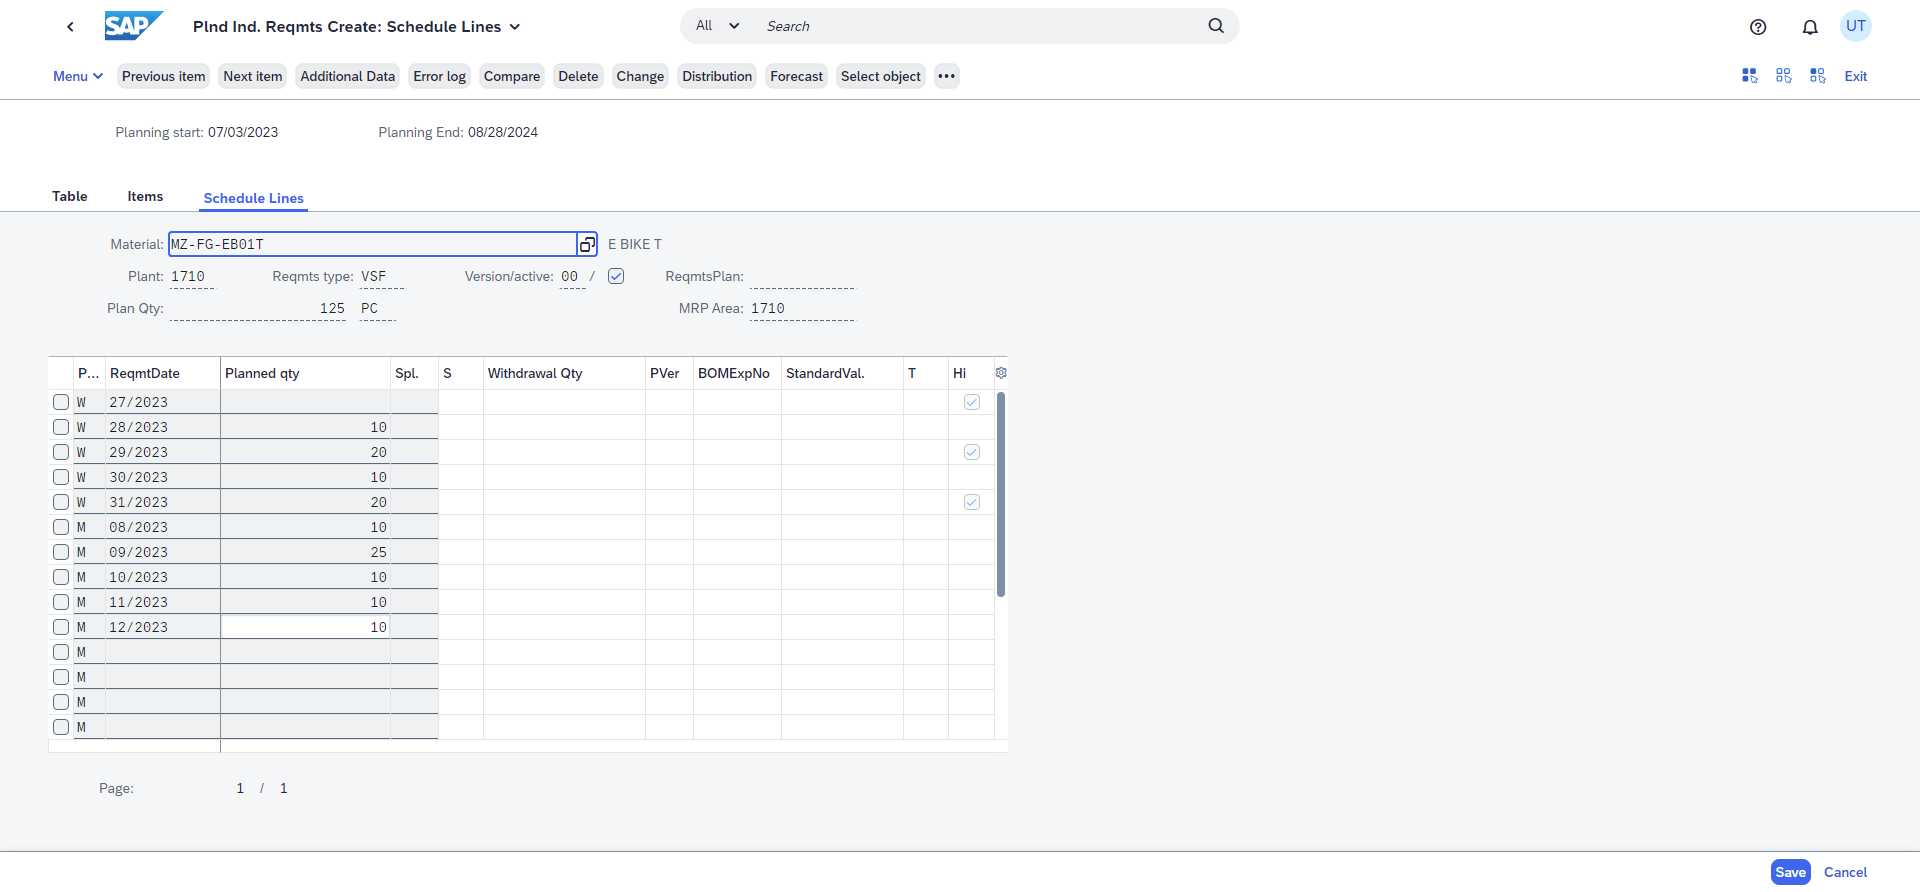 SAP Plnd Ind. Reqmts Create: Schedule Lines All Search UT
Menu Previous item Next item Additional Data Error log Compare Delete Change Distribution Forecast Select object ••• Exit
Planning start: 07/03/2023 Planning End: 08/28/2024
Table Items Schedule Lines
Material: MZ-FG-EB01T E BIKE T
Plant: 1710 Reqmts type: VSF Version/active: 00 / ReqmtsPlan:
Plan Qty: 125 PC MRP Area: 1710
P... ReqmtDate Planned qty Spl. S Withdrawal Qty PVer BOMExpNo StandardVal. T Hi
W 27/2023
W 28/2023 10
W 29/2023 20
W 30/2023 10
W 31/2023 20
M 08/2023 10
M 09/2023 25
M 10/2023 10
M 11/2023 10
M 12/2023 10
M
M
M
M
Page: 1 / 1
Save Cancel